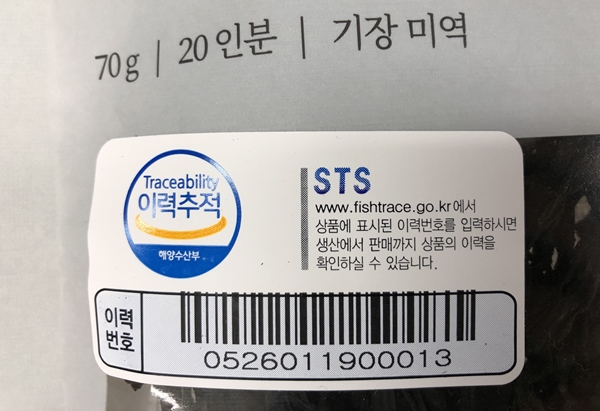 70g | 20 인분 | 기장 미역
Traceability
이력추적
해양수산부
STS
www.fishtrace.go.kr에서
상품에 표시된 이력번호를 입력하시면
생산에서 판매까지 상품의 이력을
확인하실 수 있습니다.
이력
번호
0526011900013